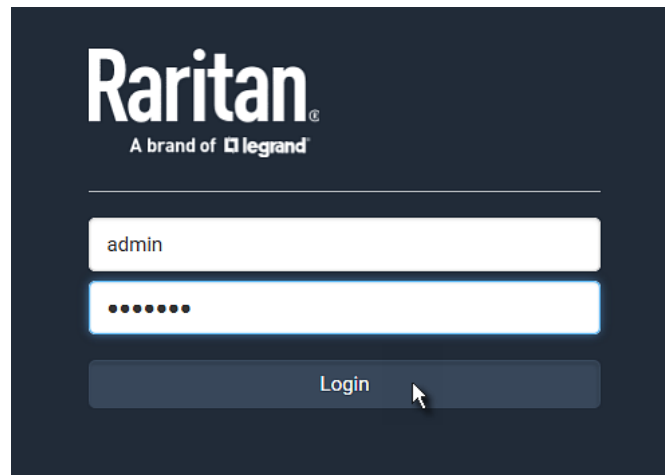 Raritan®
A brand of legrand®
admin
•••••••
Login